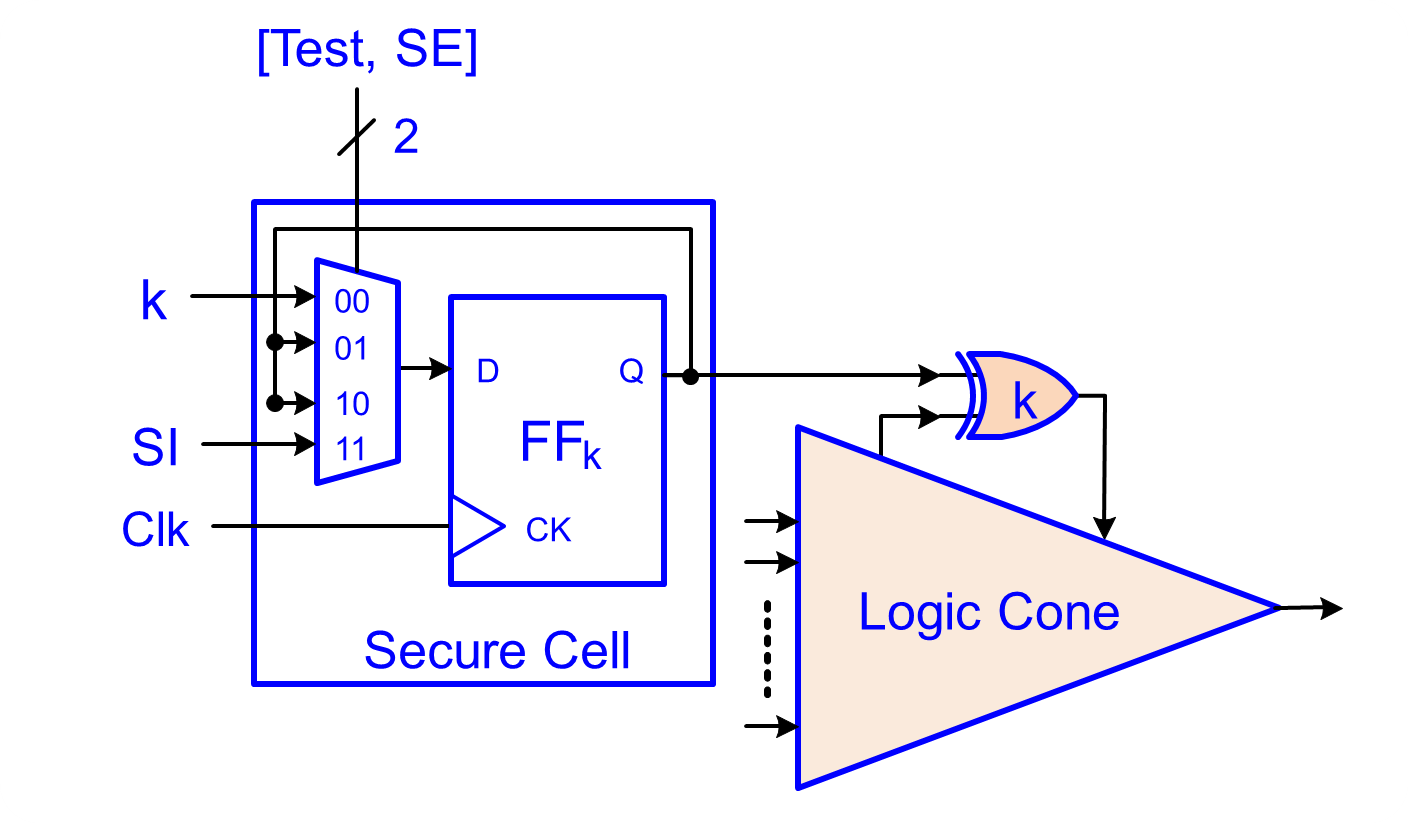 [Test, SE]
2
k
00
01
10
11
SI
Clk
D
Q
FFk
CK
Secure Cell
k
Logic Cone